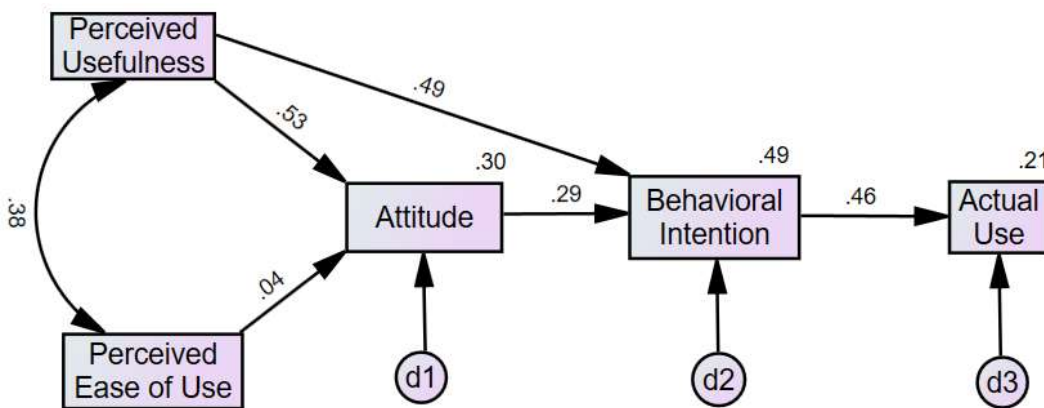 Perceived
Usefulness
.49
.53
.38
.30
.49
.21
Attitude
.29
Behavioral
Intention
.46
Actual
Use
.04
Perceived
Ease of Use
d1
d2
d3